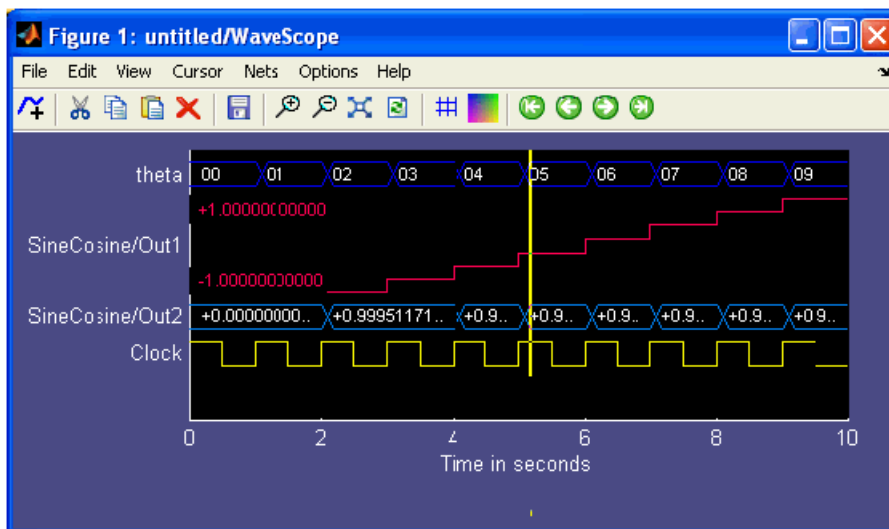 Figure 1: untitled/WaveScope
File Edit View Cursor Nets Options Help
theta 00 01 02 03 04 05 06 07 08 09
+1.00000000000
SineCosine/Out1
-1.00000000000
SineCosine/Out2 +0.00000000.. +0.99951171.. +0.9.. +0.9.. +0.9.. +0.9.. +0.9.. +0 9..
Clock
0 2 4 6 8 10
Time in seconds